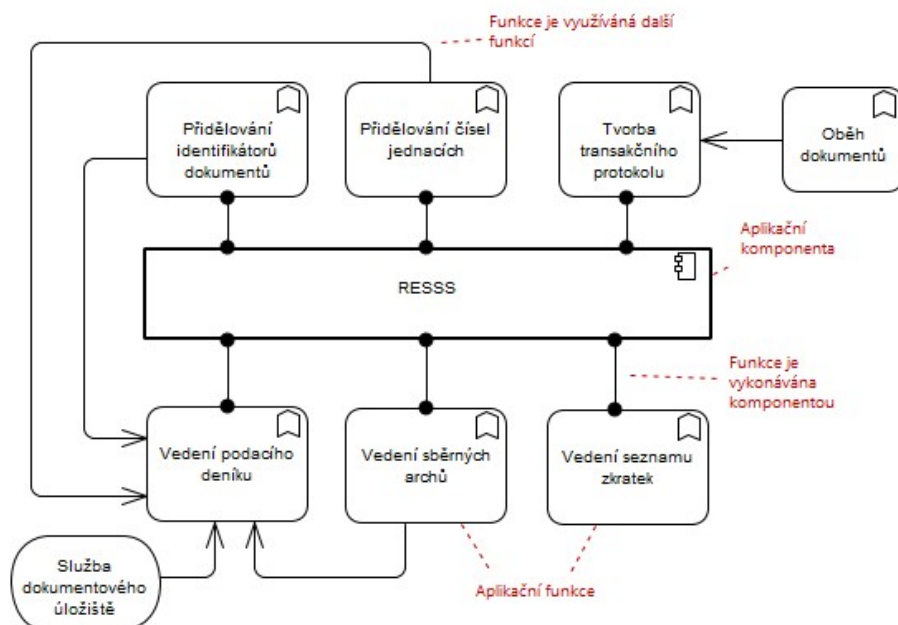 Funkce je využíváná další
funkcí
Přidělování
identifikátorů
dokumentů
Přidělování čísel
jednacích
Tvorba
transakčního
protokolu
Oběh
dokumentů
Aplikační
komponenta
RESSS
Funkce je
vykonávána
komponentou
Vedení podacího
deníku
Vedení sběrných
archů
Vedení seznamu
zkratek
Služba
dokumentového
úložiště
Aplikační funkce